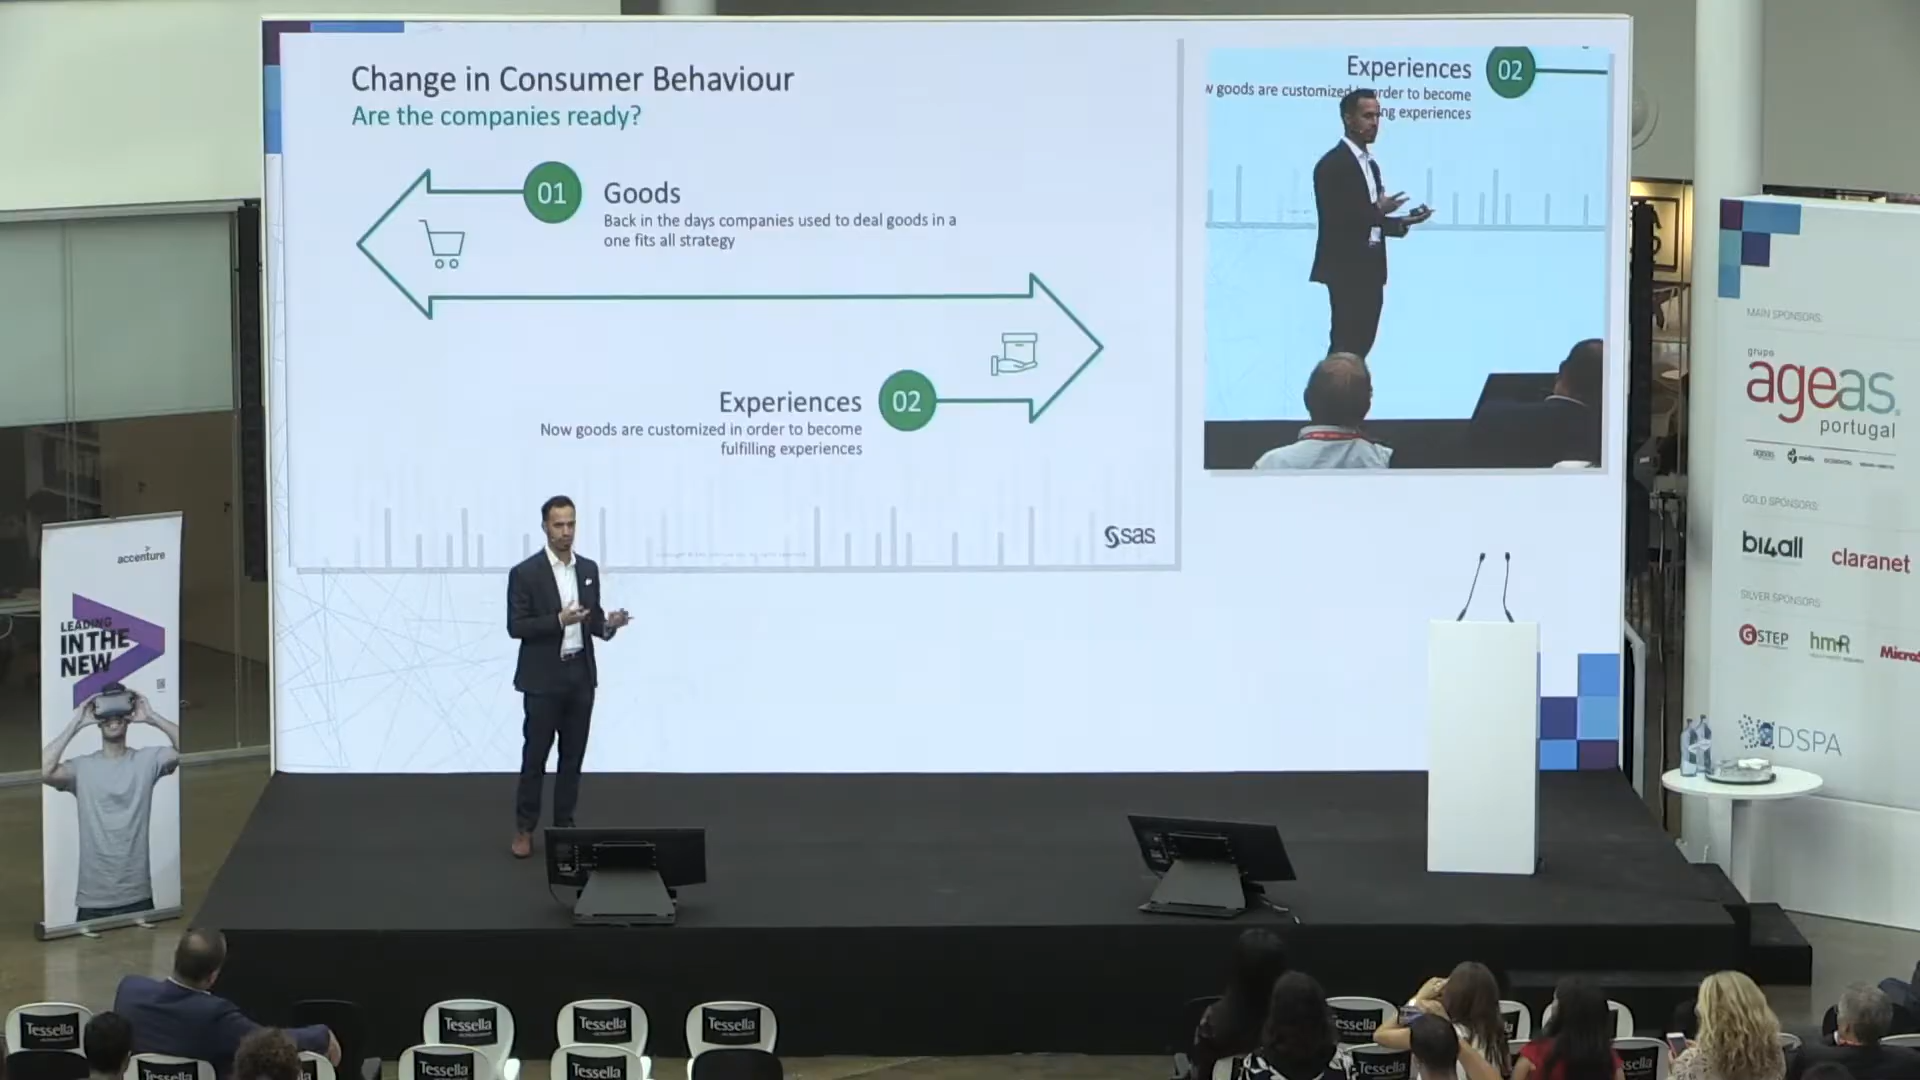 Change in Consumer Behaviour
Are the companies ready?
01
Goods
Back in the days companies used to deal goods in a
one fits all strategy
Experiences
02
Now goods are customized in order to become
fulfilling experiences
sas
Experiences
02
goods are customized
order to become
experiences
MAIN SPONSORS:
grupo
ageas
portugal
GOLD SPONSORS:
bi4all
claranet
SILVER SPONSORS:
GSTEP
hmR
DSPA
accenture
LEADING
IN THE
NEW
Tessella
Tessella
Tessella
Tessella
Tessella
Tessella